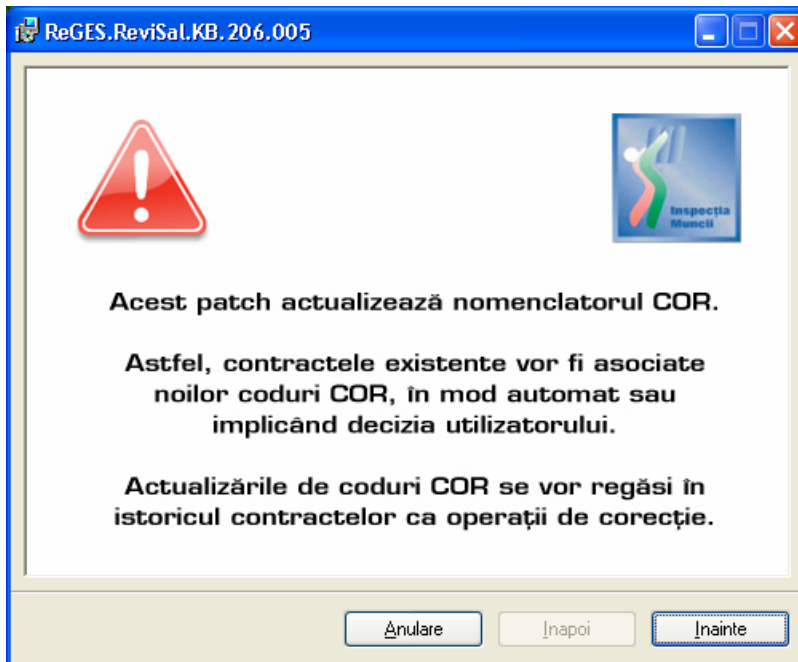 ReGES.ReviSal.KB.206.005
Inspecția
Muncii
Acest patch actualizează nomenclatorul COR.
Astfel, contractele existente vor fi asociate
noilor coduri COR, în mod automat sau
implicând decizia utilizatorului.
Actualizările de coduri COR se vor regăsi în
istoricul contractelor ca operații de corecție.
Anulare
Inapoi
Inainte